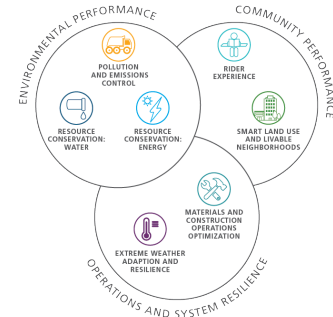 ENVIRONMENTAL PERFORMANCE
COMMUNITY PERFORMANCE
POLLUTION
AND EMISSIONS
CONTROL
RIDER
EXPERIENCE
RESOURCE
CONSERVATION:
WATER
RESOURCE
CONSERVATION:
ENERGY
SMART LAND USE
AND LIVABLE
NEIGHBORHOODS
MATERIALS AND
CONSTRUCTION
OPERATIONS
OPTIMIZATION
EXTREME WEATHER
ADAPTION AND
RESILIENCE
OPERATIONS AND SYSTEM RESILIENCE